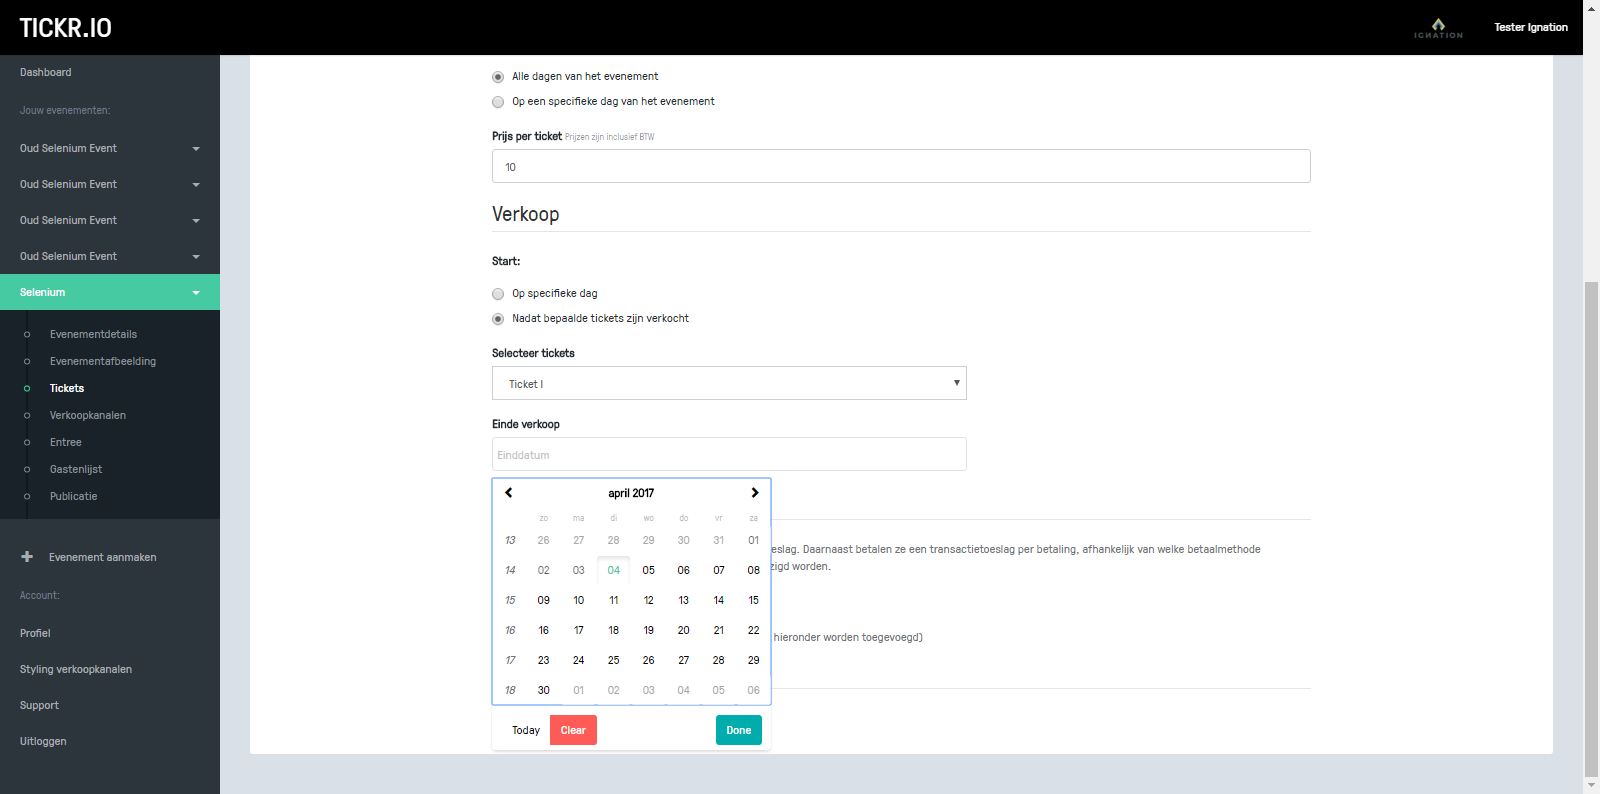 TICKR.IO
IGNATION
Tester Ignation
Dashboard
Jouw evenementen:
Oud Selenium Event
Oud Selenium Event
Oud Selenium Event
Oud Selenium Event
Selenium
Evenementdetails
Evenementafbeelding
Tickets
Verkoopkanalen
Entree
Gastenlijst
Publicatie
Evenement aanmaken
Account:
Profiel
Styling verkoopkanalen
Support
Uitloggen
Alle dagen van het evenement
Op een specifieke dag van het evenement
Prijs per ticket Prijzen zijn inclusief BTW
10
Verkoop
Start:
Op specifieke dag
Nadat bepaalde tickets zijn verkocht
Selecteer tickets
Ticket I
Einde verkoop
Einddatum
april 2017
zo ma di wo do vr za
13 26 27 28 29 30 31 01
14 02 03 04 05 06 07 08
15 09 10 11 12 13 14 15
16 16 17 18 19 20 21 22
17 23 24 25 26 27 28 29
18 30 01 02 03 04 05 06
Today Clear Done
eslag. Daarnaast betalen ze een transactietoeslag per betaling, afhankelijk van welke betaalmethode
zigd worden.
hieronder worden toegevoegd)